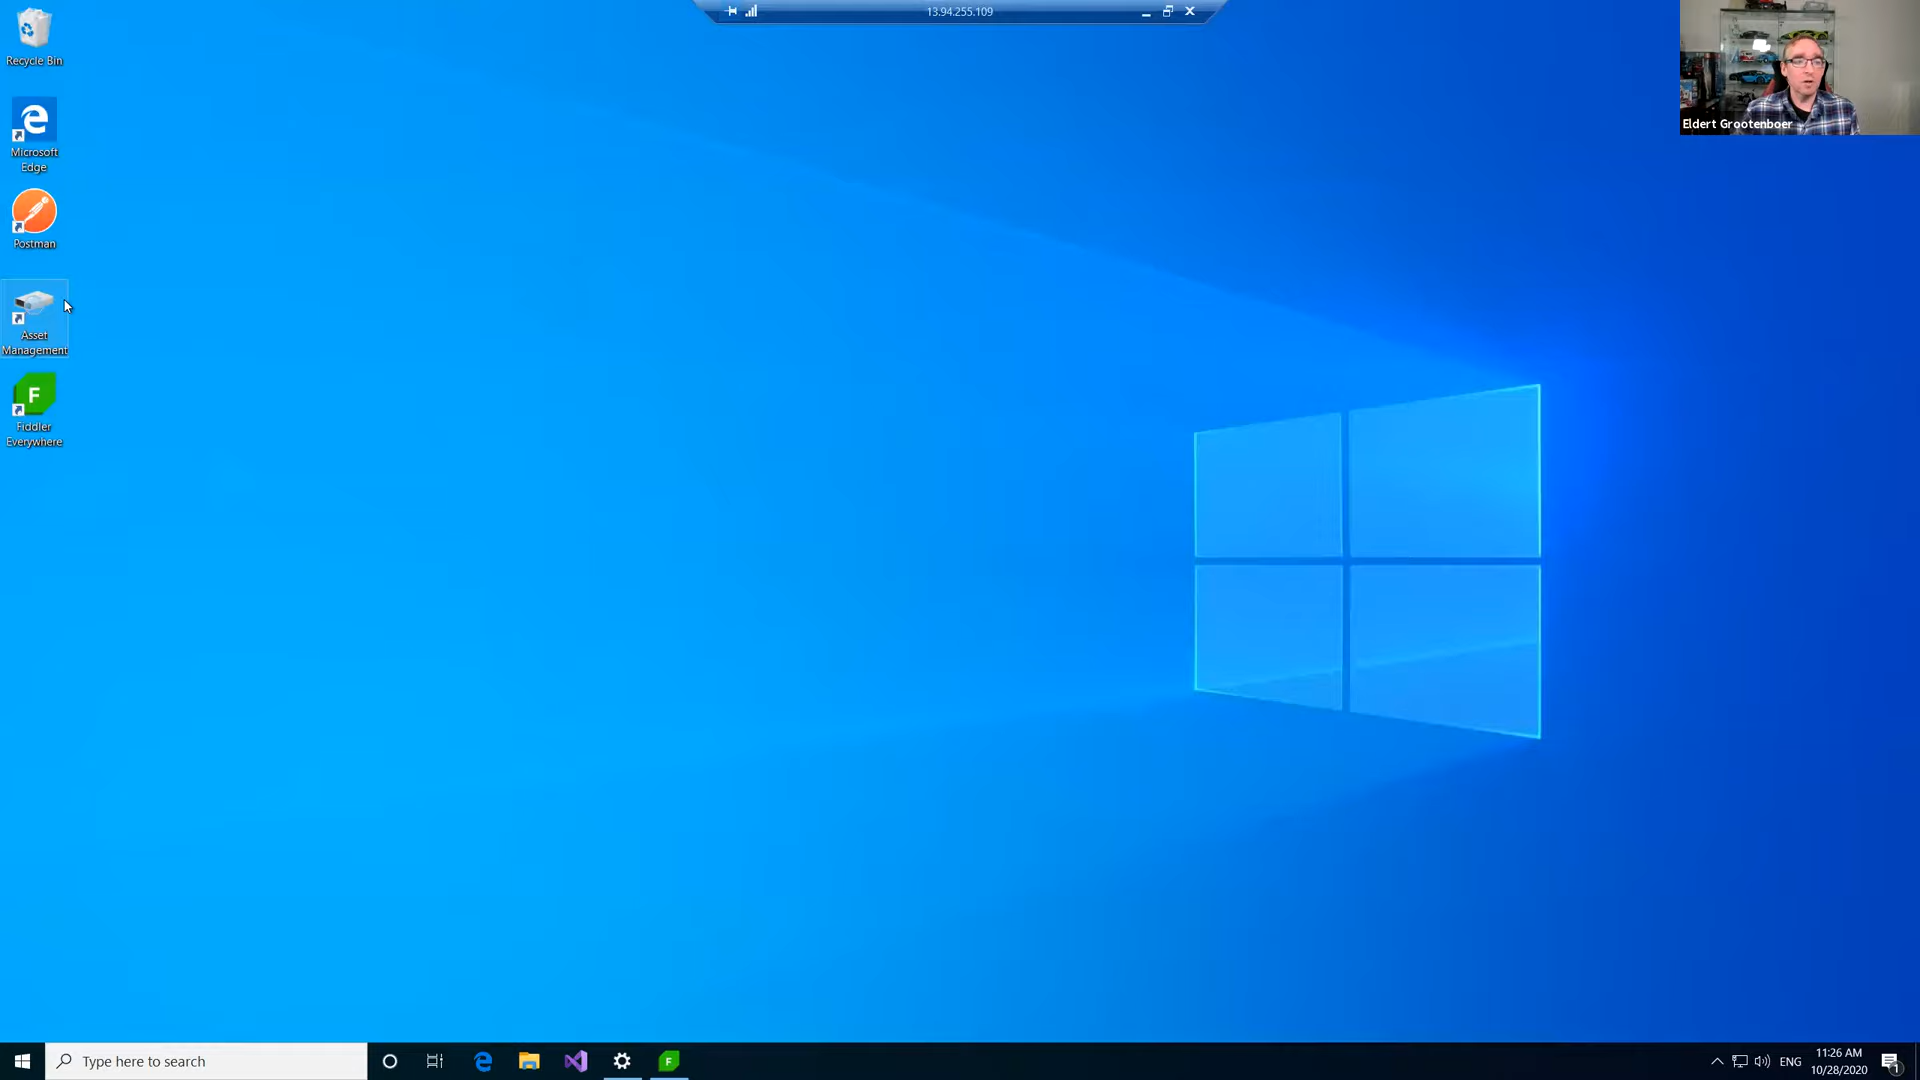 13.94.255.109
Recycle Bin
Microsoft
Edge
Postman
Asset
Management
F
Fiddler
Everywhere
Eldert Grootenboer
Type here to search
F
ENG
11:26 AM
10/28/2020
1